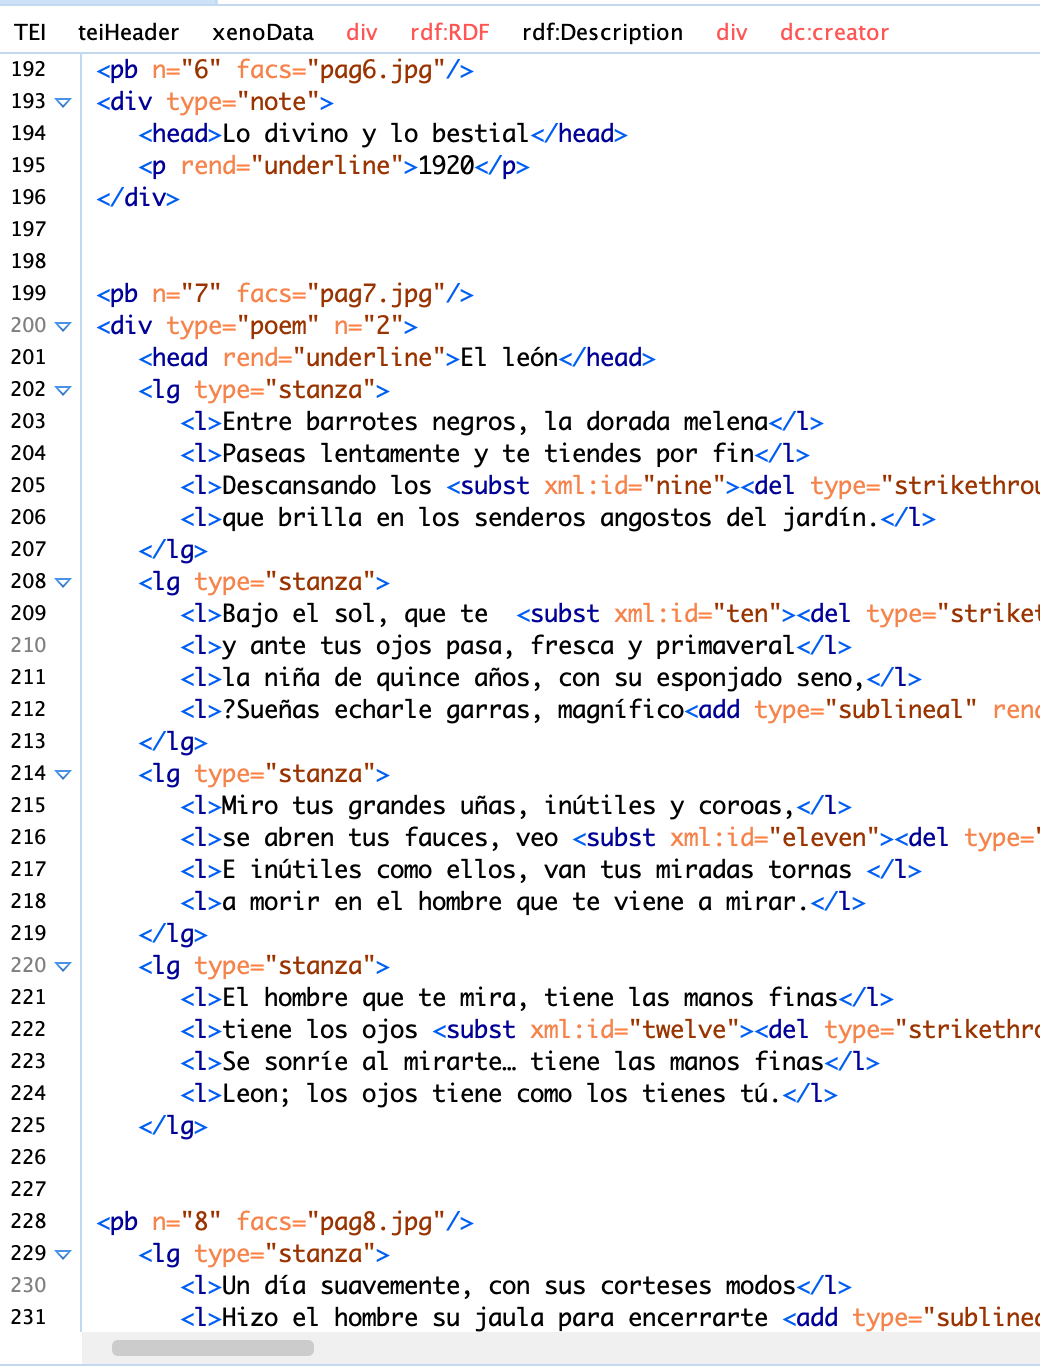 TEI teiHeader xenoData div rdf:RDF rdf:Description div dc:creator
192 <pb n="6" facs="pag6.jpg"/>
193 <div type="note">
194 <head>Lo divino y lo bestial</head>
195 <p rend="underline">1920</p>
196 </div>
197
198
199 <pb n="7" facs="pag7.jpg"/>
200 <div type="poem" n="2">
201 <head rend="underline">El león</head>
202 <lg type="stanza">
203 <l>Entre barrotes negros, la dorada melena</l>
204 <l>Paseas lentamente y te tiendes por fin</l>
205 <l>Descansando los <subst xml:id="nine"><del type="strikethrou
206 <l>que brilla en los senderos angostos del jardín.</l>
207 </lg>
208 <lg type="stanza">
209 <l>Bajo el sol, que te  <subst xml:id="ten"><del type="striket
210 <l>y ante tus ojos pasa, fresca y primaveral</l>
211 <l>la niña de quince años, con su esponjado seno,</l>
212 <l>?Sueñas echarle garras, magnífico<add type="sublineal" rend
213 </lg>
214 <lg type="stanza">
215 <l>Miro tus grandes uñas, inútiles y coroas,</l>
216 <l>se abren tus fauces, veo <subst xml:id="eleven"><del type="
217 <l>E inútiles como ellos, van tus miradas tornas </l>
218 <l>a morir en el hombre que te viene a mirar.</l>
219 </lg>
220 <lg type="stanza">
221 <l>El hombre que te mira, tiene las manos finas</l>
222 <l>tiene los ojos <subst xml:id="twelve"><del type="strikethro
223 <l>Se sonríe al mirarte… tiene las manos finas</l>
224 <l>Leon; los ojos tiene como los tienes tú.</l>
225 </lg>
226
227
228 <pb n="8" facs="pag8.jpg"/>
229 <lg type="stanza">
230 <l>Un día suavemente, con sus corteses modos</l>
231 <l>Hizo el hombre su jaula para encerrarte <add type="sublinea